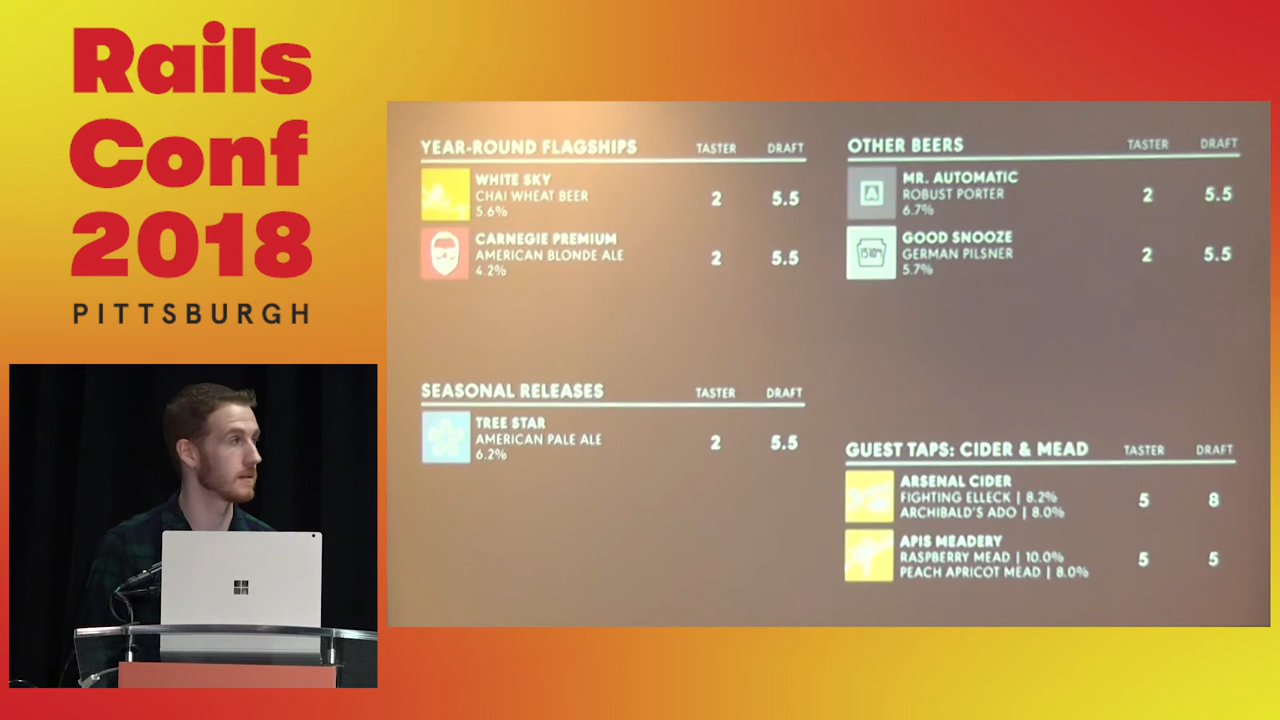 Rails
Conf
2018
PITTSBURGH
YEAR-ROUND FLAGSHIPS TASTER DRAFT
WHITE SKY
CHAI WHEAT BEER 2 5.5
5.6%
CARNEGIE PREMIUM
AMERICAN BLONDE ALE 2 5.5
4.2%
SEASONAL RELEASES TASTER DRAFT
TREE STAR
AMERICAN PALE ALE 2 5.5
6.2%
OTHER BEERS TASTER DRAFT
MR. AUTOMATIC
ROBUST PORTER 2 5.5
6.7%
GOOD SNOOZE
GERMAN PILSNER 2 5.5
5.7%
GUEST TAPS: CIDER & MEAD TASTER DRAFT
ARSENAL CIDER
FIGHTING ELLECK | 8.2% 5 8
ARCHIBALD'S ADO | 8.0%
APIS MEADERY
RASPBERRY MEAD | 10.0% 5 5
PEACH APRICOT MEAD | 8.0%